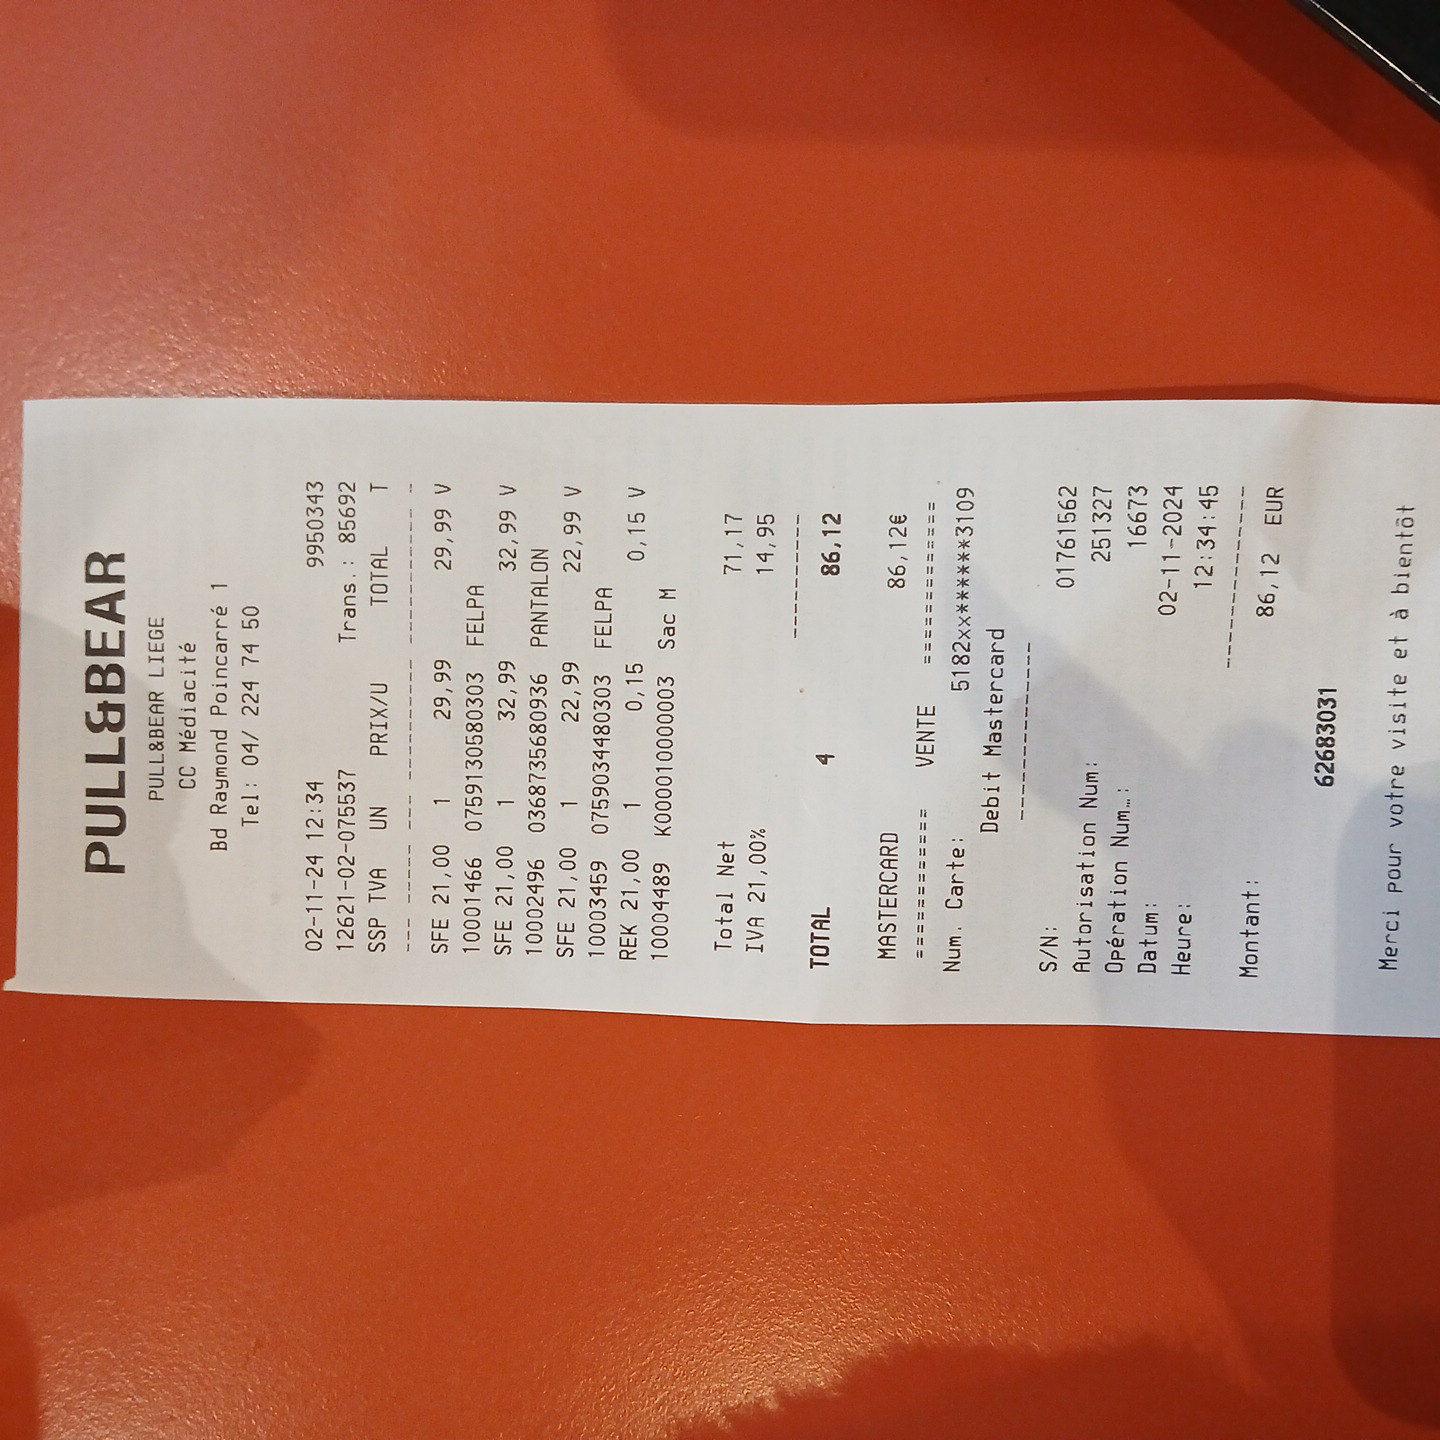 PULL&BEAR
PULL&BEAR LIEGE
CC Médiacité
Bd Raymond Poincarré 1
Tel: 04/ 224 74 50
02-11-24 12:34 9950343
12621-02-075537 Trans.: 85692
SSP TVA UN PRIX/U TOTAL T
--- ----- --- ---------- ---------- -
SFE 21,00 1 29,99 29,99 V
10001466 07591305803​03 FELPA
SFE 21,00 1 32,99 32,99 V
10002496 0368735680936 PANTALON
SFE 21,00 1 22,99 22,99 V
10003459 0759034480303 FELPA
REK 21,00 1 0,15 0,15 V
10004489 K000010000003 Sac M
Total Net 71,17
IVA 21,00% 14,95
----------
TOTAL 4 86,12
MASTERCARD 86,12€
=========== VENTE ============
Num. Carte: 5182xx******3109
Debit Mastercard
---------------
S/N: 01761562
Autorisation Num: 251327
Opération Num…: 16673
Datum: 02-11-2024
Heure: 12:34:45
---------------
Montant: 86,12 EUR
62683031
Merci pour votre visite et à bientôt